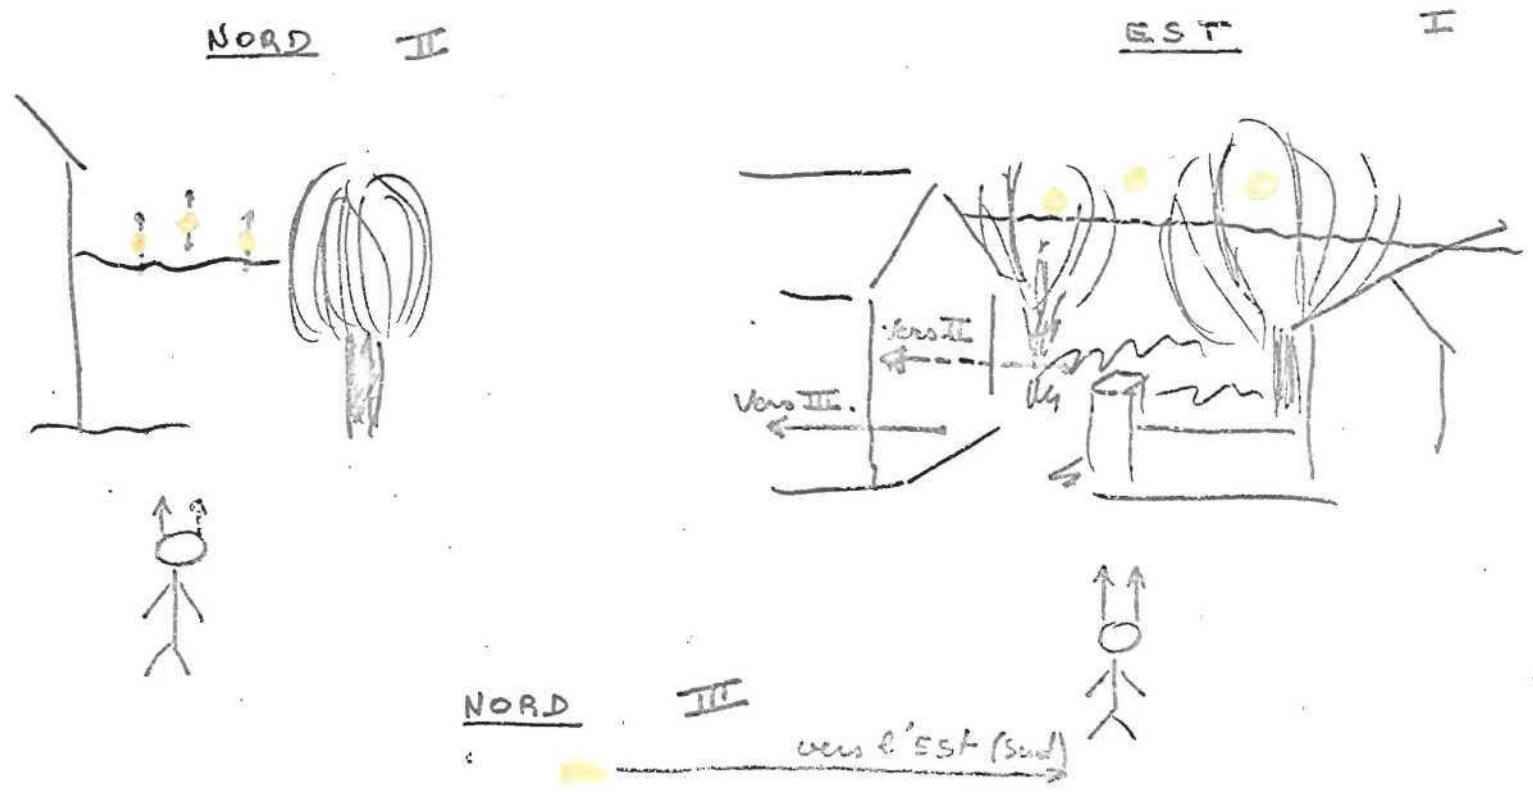 NORD II
EST I
vers II
Vers III.
NORD III
vers l'EST (Sud)